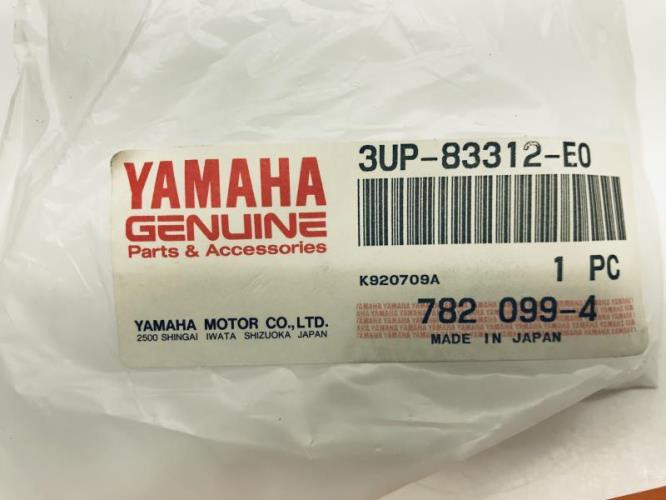 YAMAHA
GENUINE
Parts & Accessories
YAMAHA MOTOR CO.,LTD.
2500 SHINGAI IWATA SHIZUOKA JAPAN
3UP-83312-E0
K920709A
1 PC
782 099-4
MADE IN JAPAN